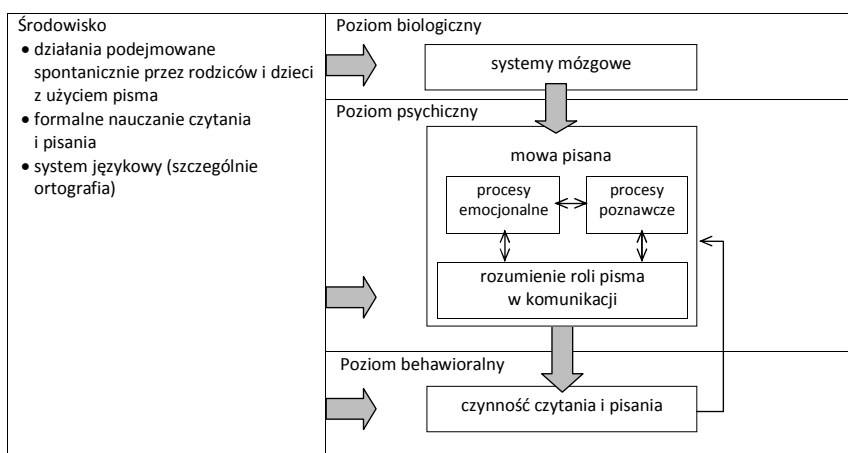 Środowisko
• działania podejmowane
spontanicznie przez rodziców i dzieci
z użyciem pisma
• formalne nauczanie czytania
i pisania
• system językowy (szczególnie
ortografia)
Poziom biologiczny
systemy mózgowe
Poziom psychiczny
mowa pisana
procesy
emocjonalne
procesy
poznawcze
rozumienie roli pisma
w komunikacji
Poziom behawioralny
czynność czytania i pisania